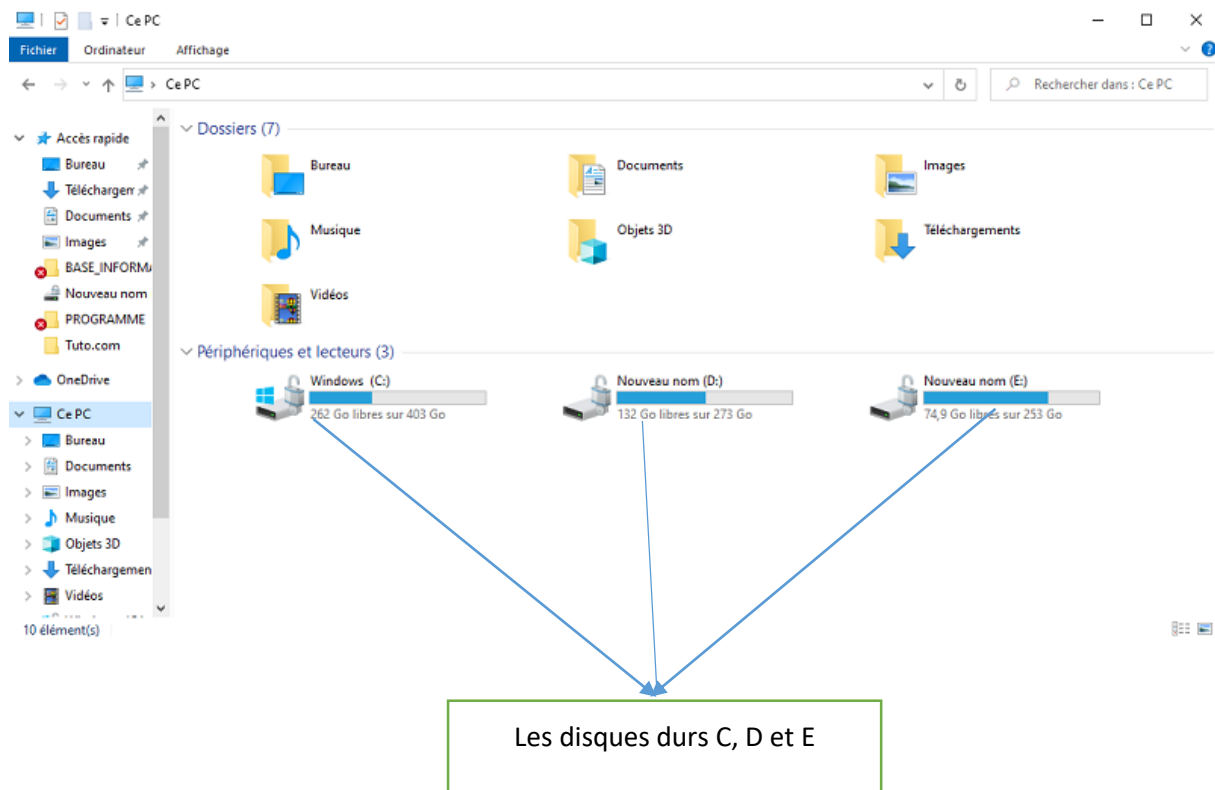 Ce PC
Fichier Ordinateur Affichage
Ce PC
Rechercher dans : Ce PC
Accès rapide
Bureau
Téléchargem
Documents
Images
BASE_INFORMA
Nouveau nom
PROGRAMME
Tuto.com
OneDrive
Ce PC
Bureau
Documents
Images
Musique
Objets 3D
Téléchargemen
Vidéos
10 élément(s)
Dossiers (7)
Bureau
Documents
Images
Musique
Objets 3D
Téléchargements
Vidéos
Périphériques et lecteurs (3)
Windows (C:)
262 Go libres sur 403 Go
Nouveau nom (D:)
132 Go libres sur 273 Go
Nouveau nom (E:)
74,9 Go libres sur 253 Go
Les disques durs C, D et E